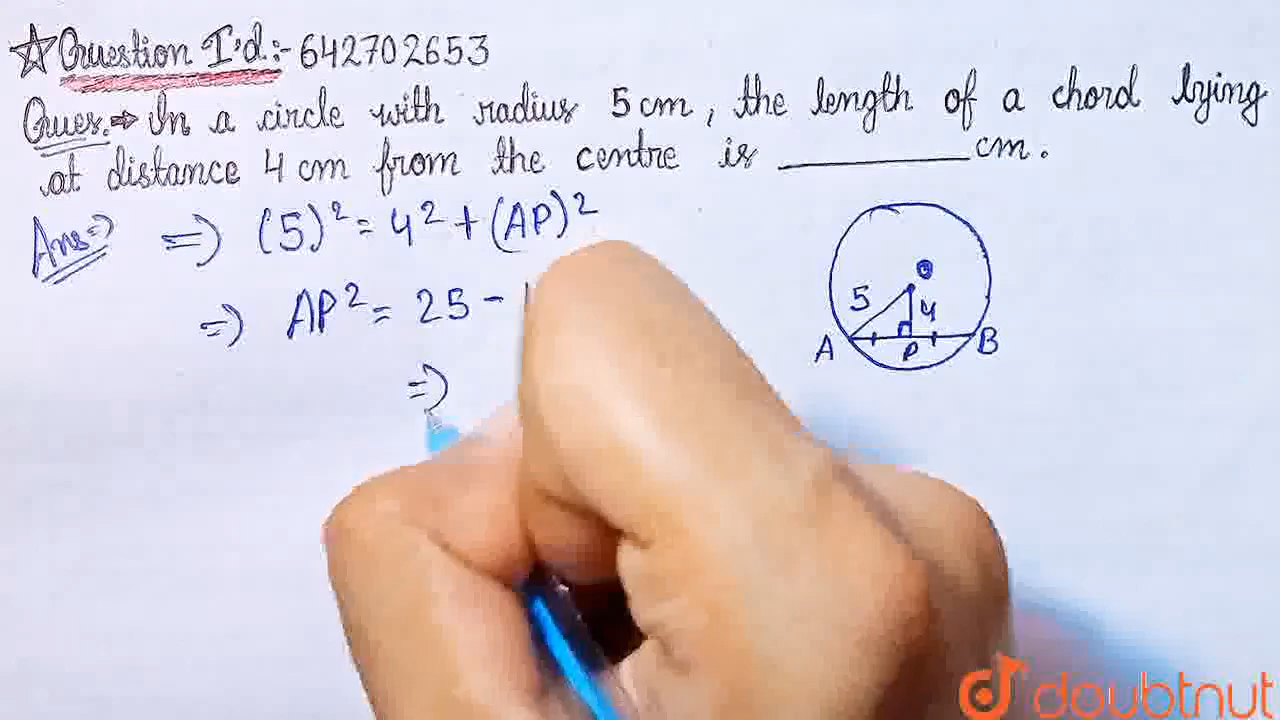 ☆ Question I'd:- 642702653
Ques. ⇒ In a circle with radius 5 cm, the length of a chord lying
at distance 4 cm from the centre is ________ cm.
Ans ⇒ ⇒ (5)² = 4² + (AP)²
⇒ AP² = 25 -
⇒
O
5
4
A
P
B
doubtnut